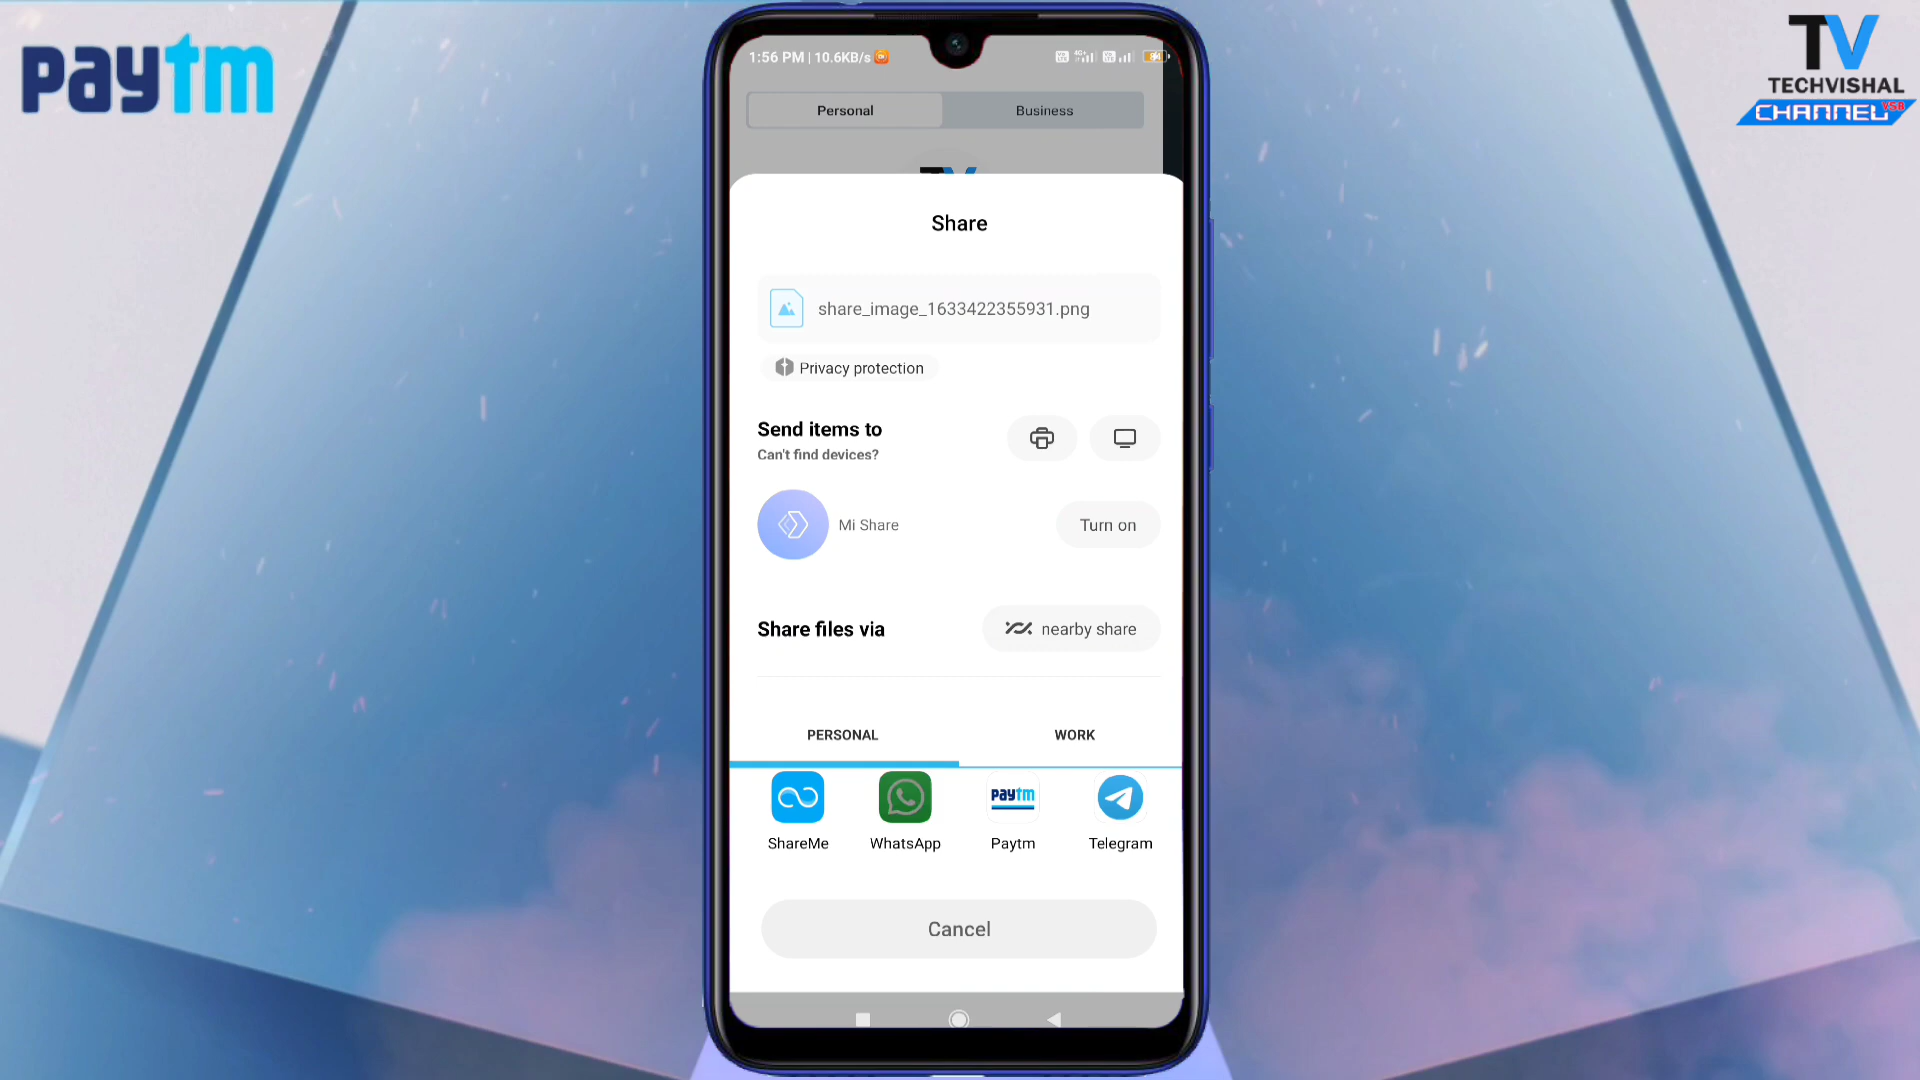 paytm
TV
TECHVISHAL
CHANNEL VSB
1:56 PM | 10.6KB/s
Personal
Business
TV
Share
share_image_1633422355931.png
Privacy protection
Send items to
Can't find devices?
Mi Share
Turn on
Share files via
nearby share
PERSONAL
WORK
paytm
ShareMe
WhatsApp
Paytm
Telegram
Cancel